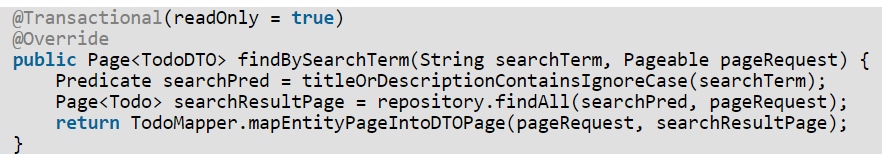 @Transactional(readOnly = true)
@Override
public Page<TodoDTO> findBySearchTerm(String searchTerm, Pageable pageRequest) {
    Predicate searchPred = titleOrDescriptionContainsIgnoreCase(searchTerm);
    Page<Todo> searchResultPage = repository.findAll(searchPred, pageRequest);
    return TodoMapper.mapEntityPageIntoDTOPage(pageRequest, searchResultPage);
}